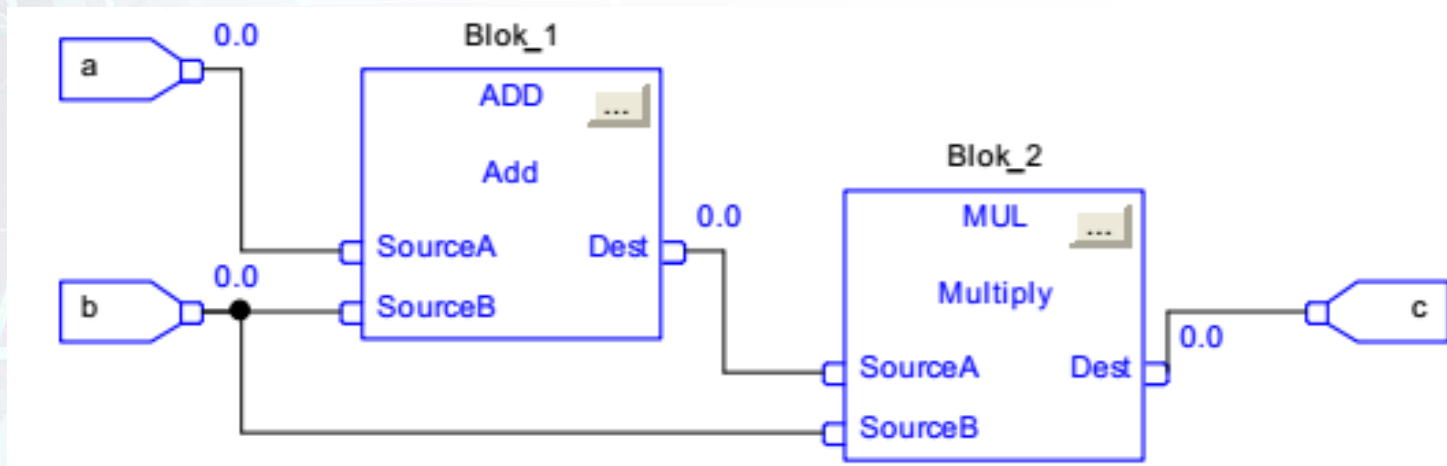 0.0
a
Blok_1
ADD
...
Add
SourceA
Dest
0.0
0.0
b
SourceB
Blok_2
MUL
...
Multiply
SourceA
Dest
SourceB
0.0
c